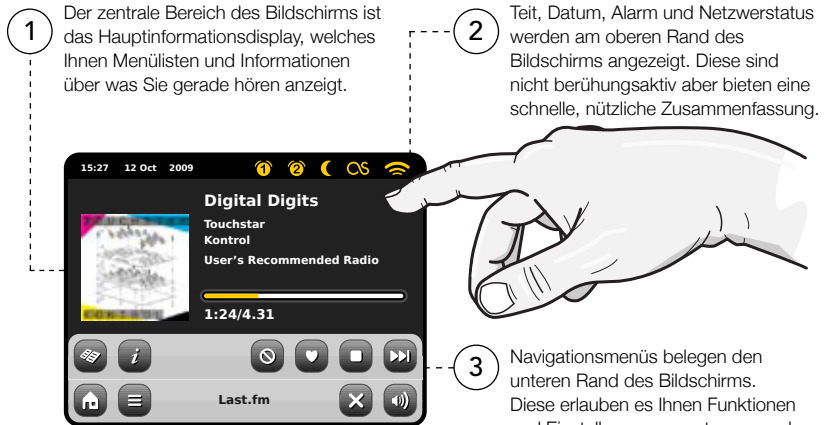 1
Der zentrale Bereich des Bildschirms ist
das Hauptinformationsdisplay, welches
Ihnen Menülisten und Informationen
über was Sie gerade hören anzeigt.
2
Teit, Datum, Alarm und Netzwerstatus
werden am oberen Rand des
Bildschirms angezeigt. Diese sind
nicht berühungsaktiv aber bieten eine
schnelle, nützliche Zusammenfassung.
15:27 12 Oct 2009 1 2
Digital Digits
Touchstar
Kontrol
User's Recommended Radio
1:24/4.31
i
Last.fm
3
Navigationsmenüs belegen den
unteren Rand des Bildschirms.
Diese erlauben es Ihnen Funktionen